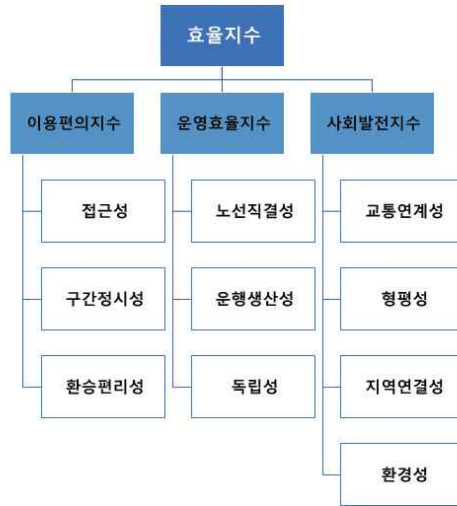 효율지수
이용편의지수
운영효율지수
사회발전지수
접근성
노선직결성
교통연계성
구간정시성
운행생산성
형평성
환승편리성
독립성
지역연결성
환경성